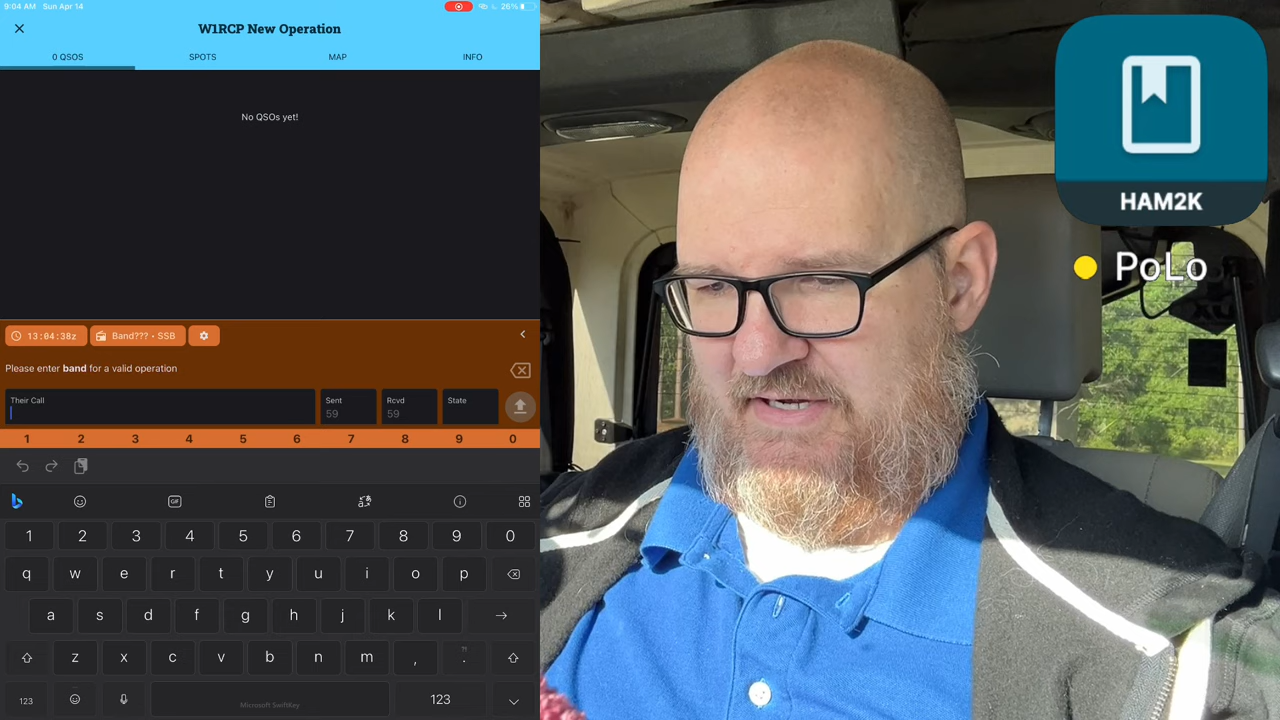 9:04 AM Sun Apr 14
26%
W1RCP New Operation
0 QSOS SPOTS MAP INFO
No QSOs yet!
13:04:38z Band??? • SSB
Please enter band for a valid operation
Their Call Sent Rcvd State
59 59
1 2 3 4 5 6 7 8 9 0
GIF
1 2 3 4 5 6 7 8 9 0
q w e r t y u i o p
a s d f g h j k l
z x c v b n m , .
123 Microsoft SwiftKey 123
HAM2K
PoLo